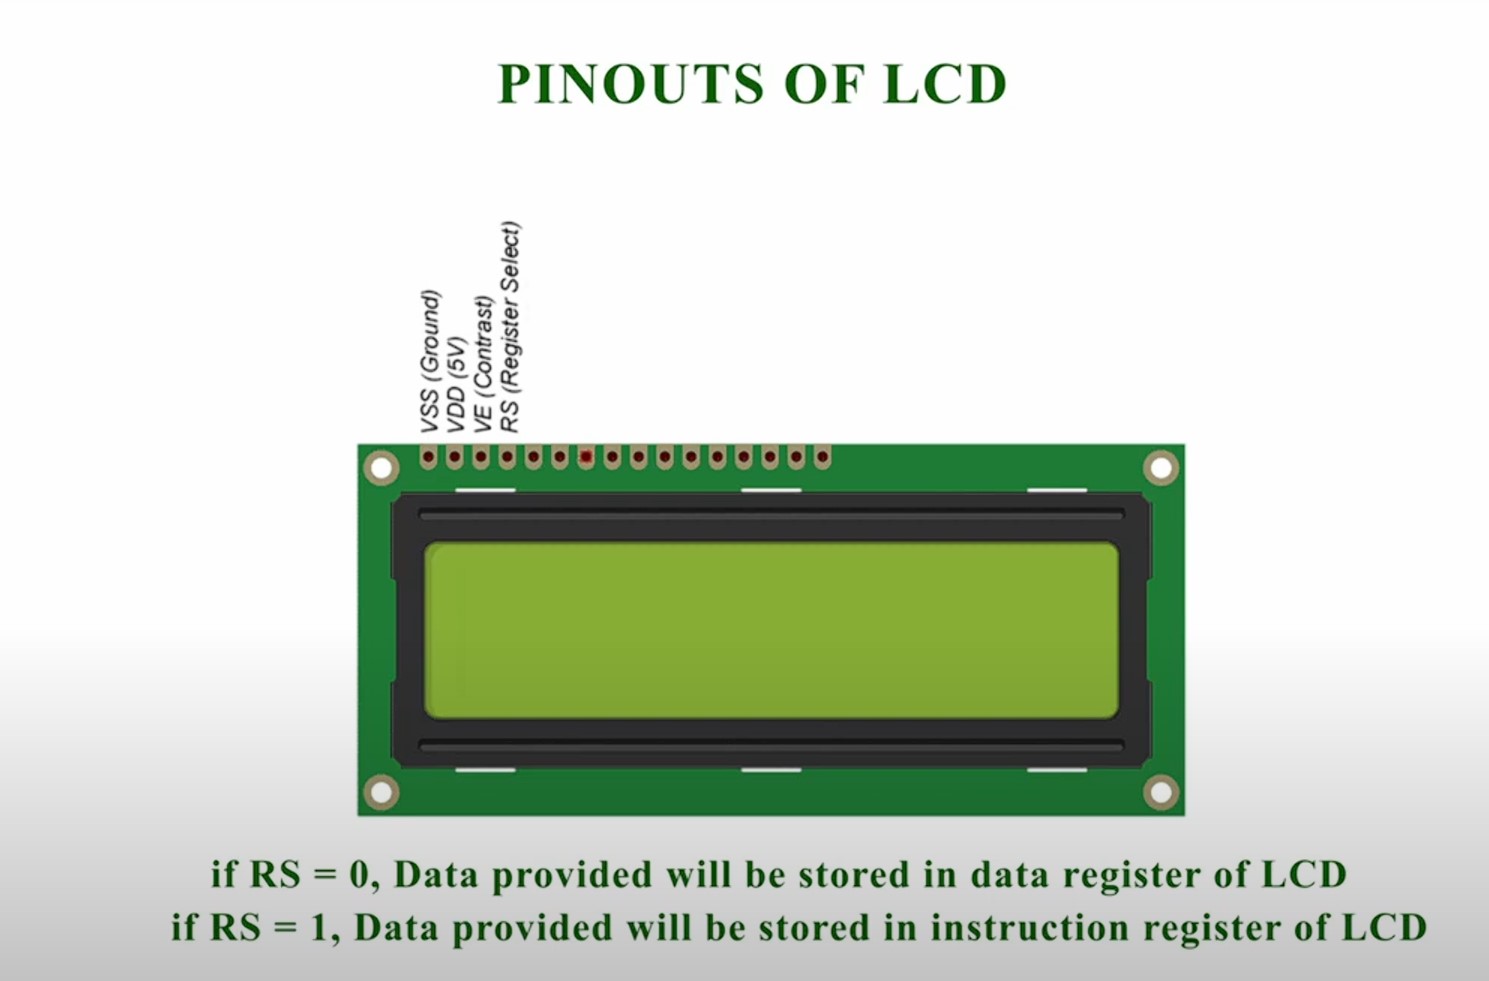 PINOUTS OF LCD
VSS (Ground)
VDD (5V)
VE (Contrast)
RS (Register Select)
if RS = 0, Data provided will be stored in data register of LCD
if RS = 1, Data provided will be stored in instruction register of LCD